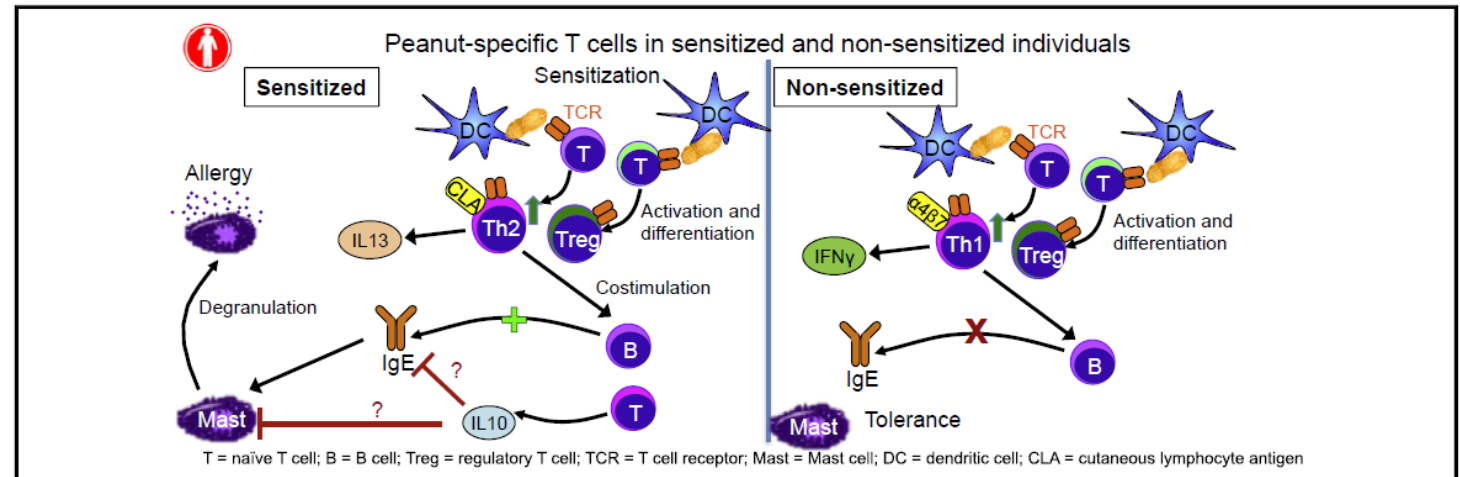 Peanut-specific T cells in sensitized and non-sensitized individuals
Sensitized
Sensitization
DC
TCR
DC
T
T
Allergy
CLA
Th2
Treg
Activation and
differentiation
IL13
Costimulation
Degranulation
IgE
B
?
Mast
?
IL10
T
Non-sensitized
DC
TCR
DC
T
T
α4β7
Th1
Treg
Activation and
differentiation
IFNγ
X
IgE
B
Mast
Tolerance
T = naïve T cell; B = B cell; Treg = regulatory T cell; TCR = T cell receptor; Mast = Mast cell; DC = dendritic cell; CLA = cutaneous lymphocyte antigen